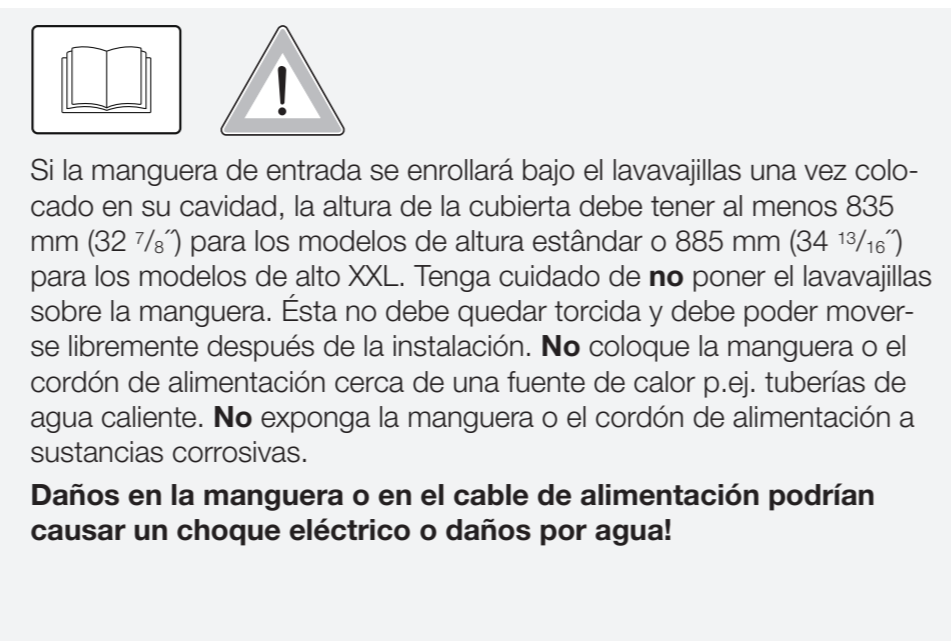 Si la manguera de entrada se enrollará bajo el lavavajillas una vez colo-
cado en su cavidad, la altura de la cubierta debe tener al menos 835
mm (32 7/8˝) para los modelos de altura estândar o 885 mm (34 13/16˝)
para los modelos de alto XXL. Tenga cuidado de no poner el lavavajillas
sobre la manguera. Ésta no debe quedar torcida y debe poder mover-
se libremente después de la instalación. No coloque la manguera o el
cordón de alimentación cerca de una fuente de calor p.ej. tuberías de
agua caliente. No exponga la manguera o el cordón de alimentación a
sustancias corrosivas.
Daños en la manguera o en el cable de alimentación podrían
causar un choque eléctrico o daños por agua!